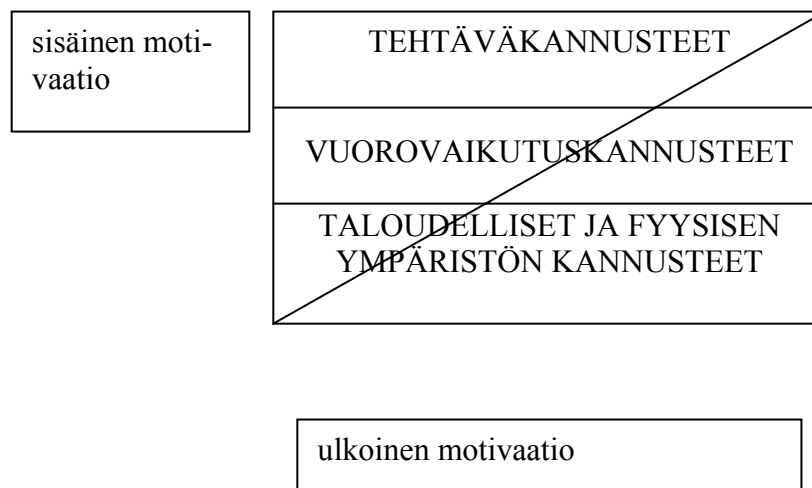 sisäinen moti-
vaatio
TEHTÄVÄKANNUSTEET
VUOROVAIKUTUSKANNUSTEET
TALOUDELLISET JA FYYSISEN
YMPÄRISTÖN KANNUSTEET
ulkoinen motivaatio